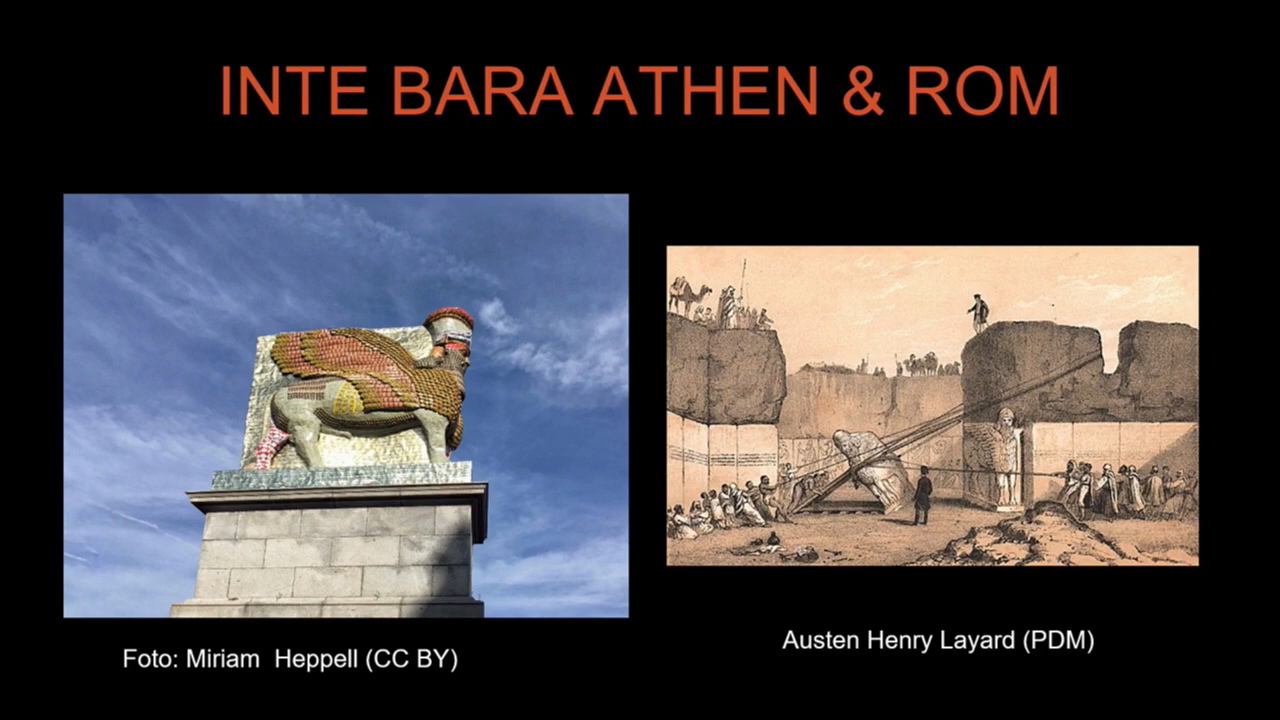 INTE BARA ATHEN & ROM
Foto: Miriam Heppell (CC BY)
Austen Henry Layard (PDM)